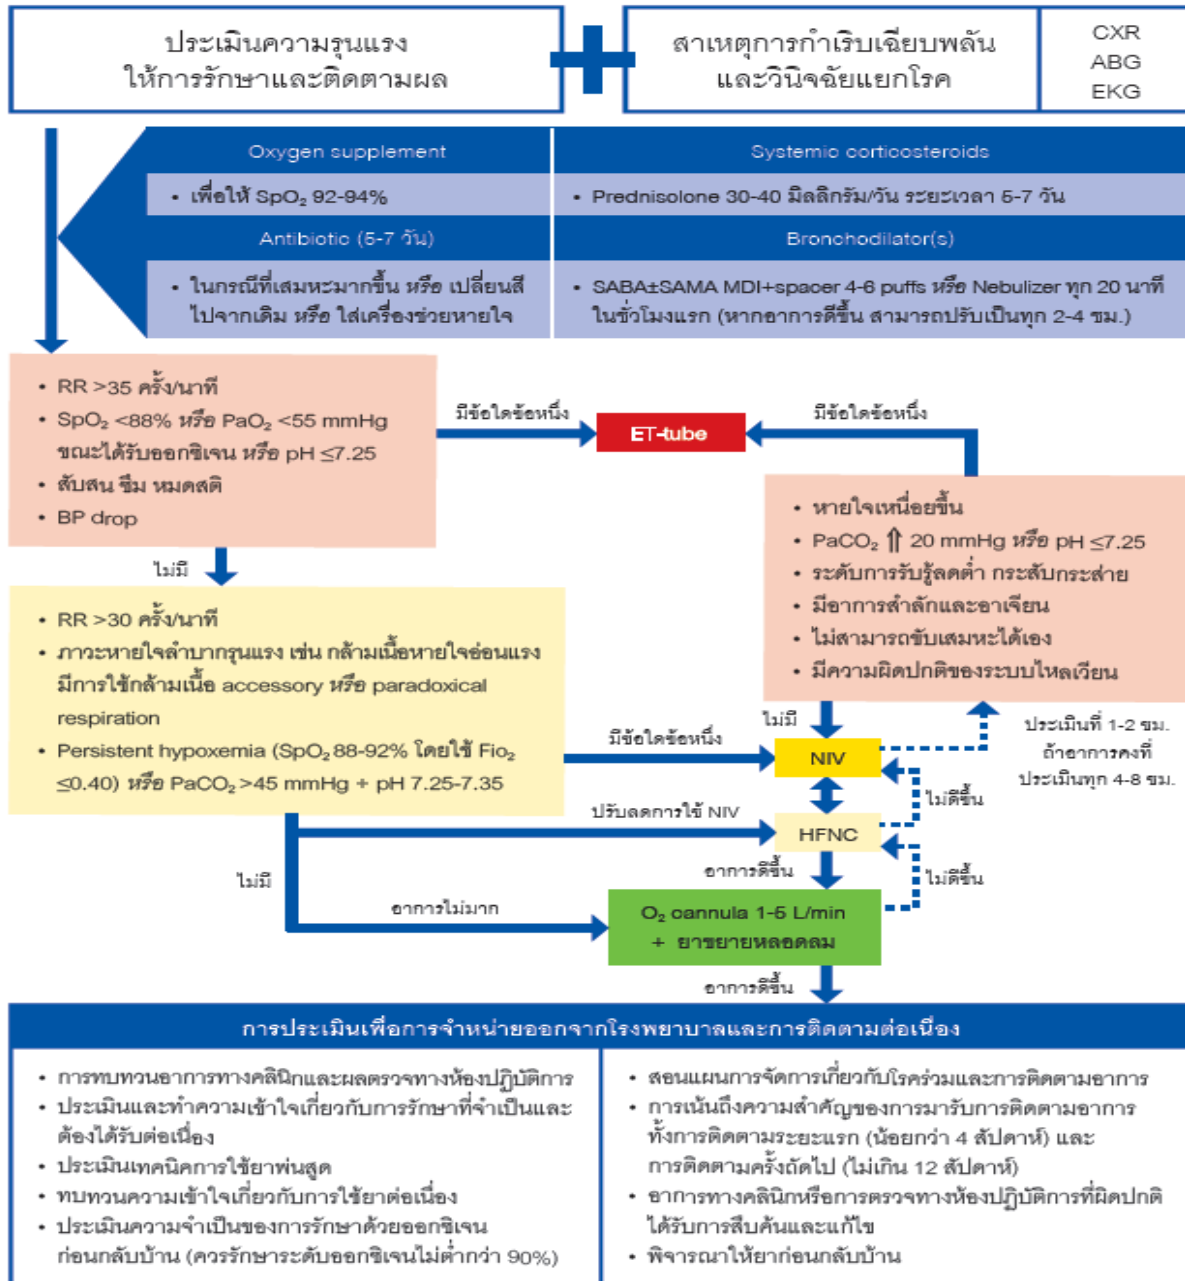 ประเมินความรุนแรง
ให้การรักษาและติดตามผล
สาเหตุการกำเริบเฉียบพลัน
และวินิจฉัยแยกโรค
CXR
ABG
EKG
Oxygen supplement
Systemic corticosteroids
• เพื่อให้ SpO₂ 92-94%
• Prednisolone 30-40 มิลลิกรัม/วัน ระยะเวลา 5-7 วัน
Antibiotic (5-7 วัน)
Bronchodilator(s)
• ในกรณีที่เสมหะมากขึ้น หรือ เปลี่ยนสี
ไปจากเดิม หรือ ใส่เครื่องช่วยหายใจ
• SABA±SAMA MDI+spacer 4-6 puffs หรือ Nebulizer ทุก 20 นาที
ในชั่วโมงแรก (หากอาการดีขึ้น สามารถปรับเป็นทุก 2-4 ชม.)
• RR >35 ครั้ง/นาที
• SpO₂ <88% หรือ PaO₂ <55 mmHg
ขณะได้รับออกซิเจน หรือ pH ≤7.25
• สับสน ซึม หมดสติ
• BP drop
มีข้อใดข้อหนึ่ง
ET-tube
มีข้อใดข้อหนึ่ง
• หายใจเหนื่อยขึ้น
• PaCO₂ ⇑ 20 mmHg หรือ pH ≤7.25
• ระดับการรับรู้ลดต่ำ กระสับกระส่าย
• มีอาการสำลักและอาเจียน
• ไม่สามารถขับเสมหะได้เอง
• มีความผิดปกติของระบบไหลเวียน
ไม่มี
• RR >30 ครั้ง/นาที
• ภาวะหายใจลำบากรุนแรง เช่น กล้ามเนื้อหายใจอ่อนแรง
มีการใช้กล้ามเนื้อ accessory หรือ paradoxical
respiration
• Persistent hypoxemia (SpO₂ 88-92% โดยใช้ Fio₂
≤0.40) หรือ PaCO₂ >45 mmHg + pH 7.25-7.35
มีข้อใดข้อหนึ่ง
ไม่มี
NIV
ประเมินที่ 1-2 ชม.
ถ้าอาการคงที่
ประเมินทุก 4-8 ชม.
ไม่ดีขึ้น
ปรับลดการใช้ NIV
HFNC
ไม่มี
อาการดีขึ้น
ไม่ดีขึ้น
อาการไม่มาก
O₂ cannula 1-5 L/min
+ ยาขยายหลอดลม
อาการดีขึ้น
การประเมินเพื่อการจำหน่ายออกจากโรงพยาบาลและการติดตามต่อเนื่อง
• การทบทวนอาการทางคลินิกและผลตรวจทางห้องปฏิบัติการ
• ประเมินและทำความเข้าใจเกี่ยวกับการรักษาที่จำเป็นและ
ต้องได้รับต่อเนื่อง
• ประเมินเทคนิคการใช้ยาพ่นสูด
• ทบทวนความเข้าใจเกี่ยวกับการใช้ยาต่อเนื่อง
• ประเมินความจำเป็นของการรักษาด้วยออกซิเจน
ก่อนกลับบ้าน (ควรรักษาระดับออกซิเจนไม่ต่ำกว่า 90%)
• สอนแผนการจัดการเกี่ยวกับโรคร่วมและการติดตามอาการ
• การเน้นถึงความสำคัญของการมารับการติดตามอาการ
ทั้งการติดตามระยะแรก (น้อยกว่า 4 สัปดาห์) และ
การติดตามครั้งถัดไป (ไม่เกิน 12 สัปดาห์)
• อาการทางคลินิกหรือการตรวจทางห้องปฏิบัติการที่ผิดปกติ
ได้รับการสืบค้นและแก้ไข
• พิจารณาให้ยาก่อนกลับบ้าน